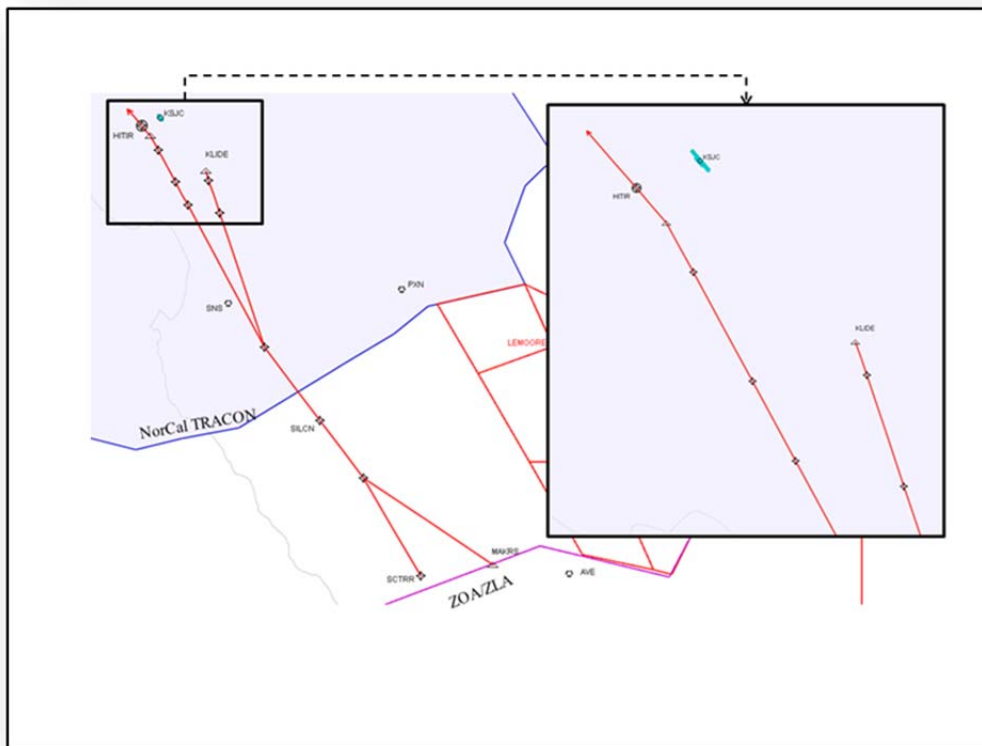 KSJC
HITIR
KLIDE
SNS
PXN
LEMOORE
NorCal TRACON
SILCN
MAKRS
SCTRR
AVE
ZOA/ZLA
KSJC
HITIR
KLIDE